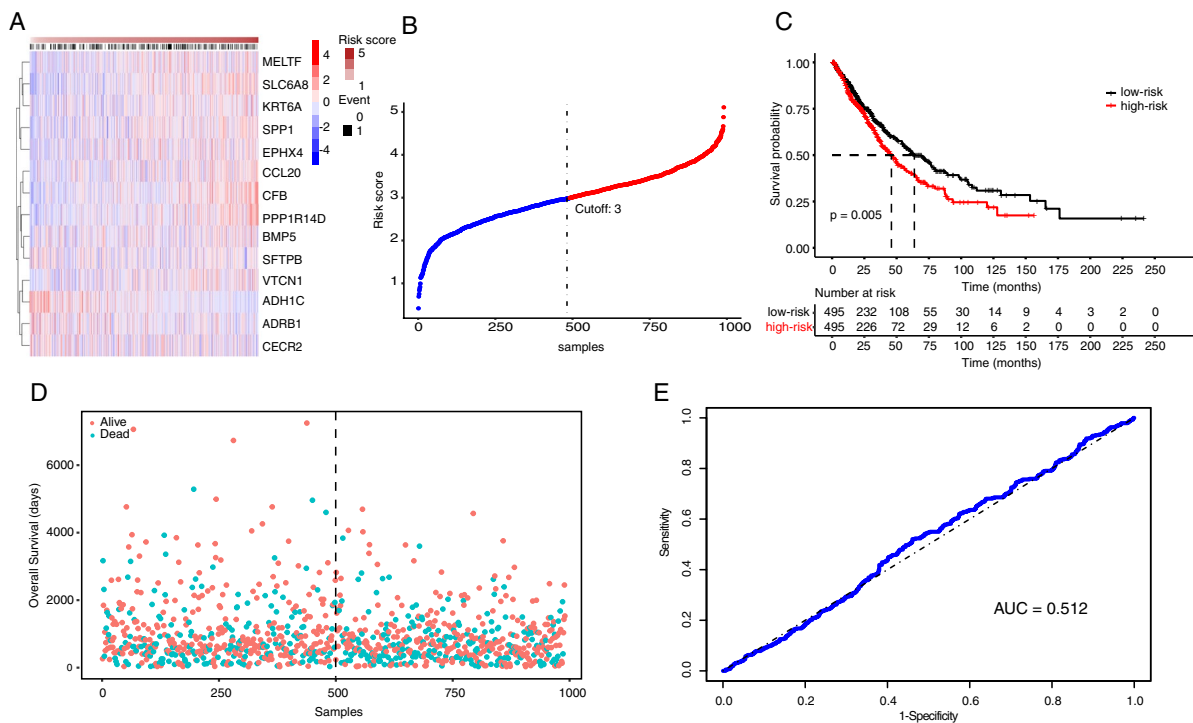 A
Risk score
5
1
Event
0
1
4
2
0
-2
-4
MELTF
SLC6A8
KRT6A
SPP1
EPHX4
CCL20
CFB
PPP1R14D
BMP5
SFTPB
VTCN1
ADH1C
ADRB1
CECR2
B
Risk score
5
4
3
2
1
Cutoff: 3
0 250 500 750 1000
samples
C
Survival probability
1.00
0.75
0.50
0.25
0.00
low-risk
high-risk
p = 0.005
0 25 50 75 100 125 150 175 200 225 250
Time (months)
Number at risk
low-risk 495 232 108 55 30 14 9 4 3 2 0
high-risk 495 226 72 29 12 6 2 0 0 0 0
0 25 50 75 100 125 150 175 200 225 250
Time (months)
D
Alive
Dead
Overall Survival (days)
6000
4000
2000
0
0 250 500 750 1000
Samples
E
Sensitivity
1.0
0.8
0.6
0.4
0.2
0.0
AUC = 0.512
0.0 0.2 0.4 0.6 0.8 1.0
1-Specificity